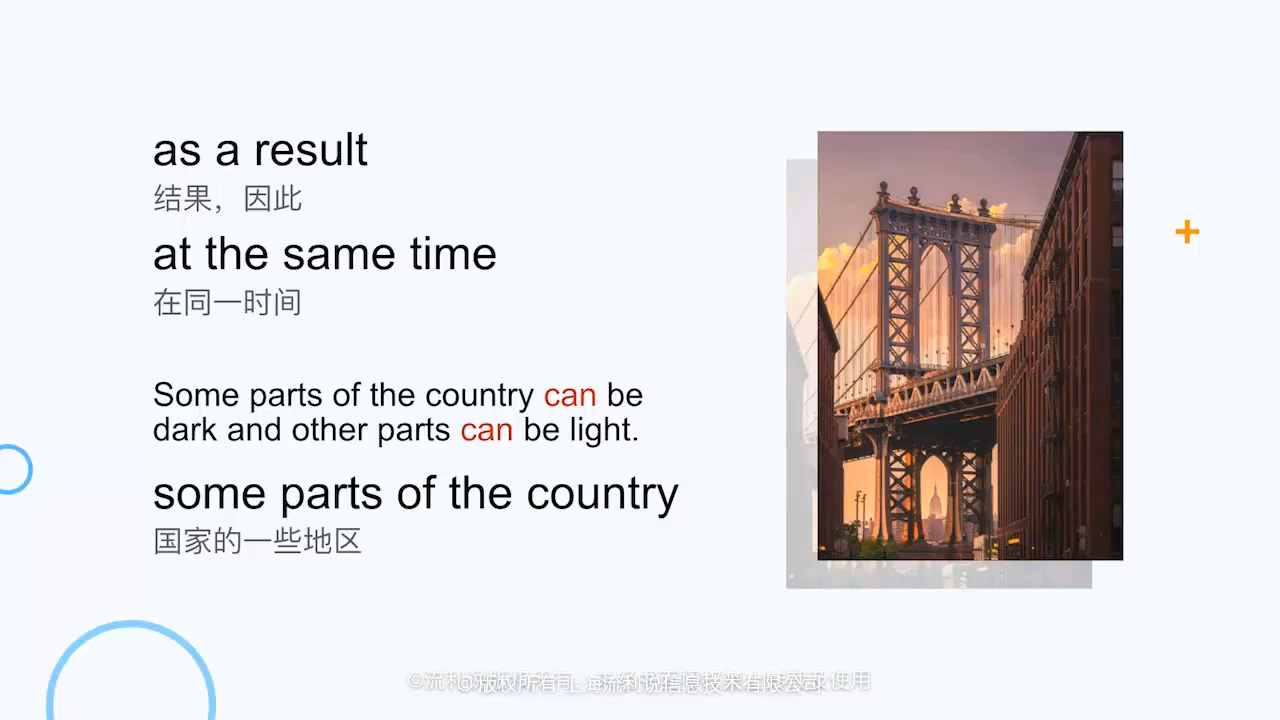 as a result
结果，因此
at the same time
在同一时间
Some parts of the country can be
dark and other parts can be light.
some parts of the country
国家的一些地区